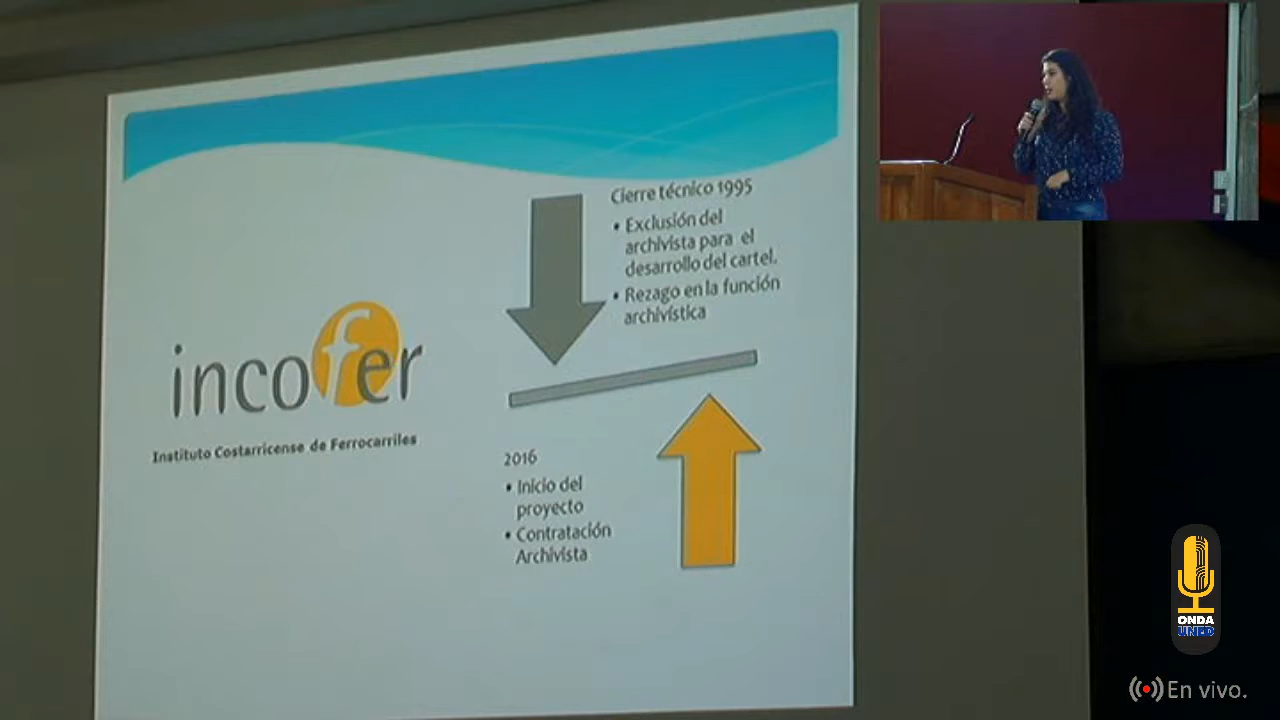 Cierre técnico 1995
• Exclusión del
archivista para el
desarrollo del cartel.
• Rezago en la función
archivística
incofer
Instituto Costarricense de Ferrocarriles
2016
• Inicio del
proyecto
• Contratación
Archivista
ONDA
UNED
En vivo.